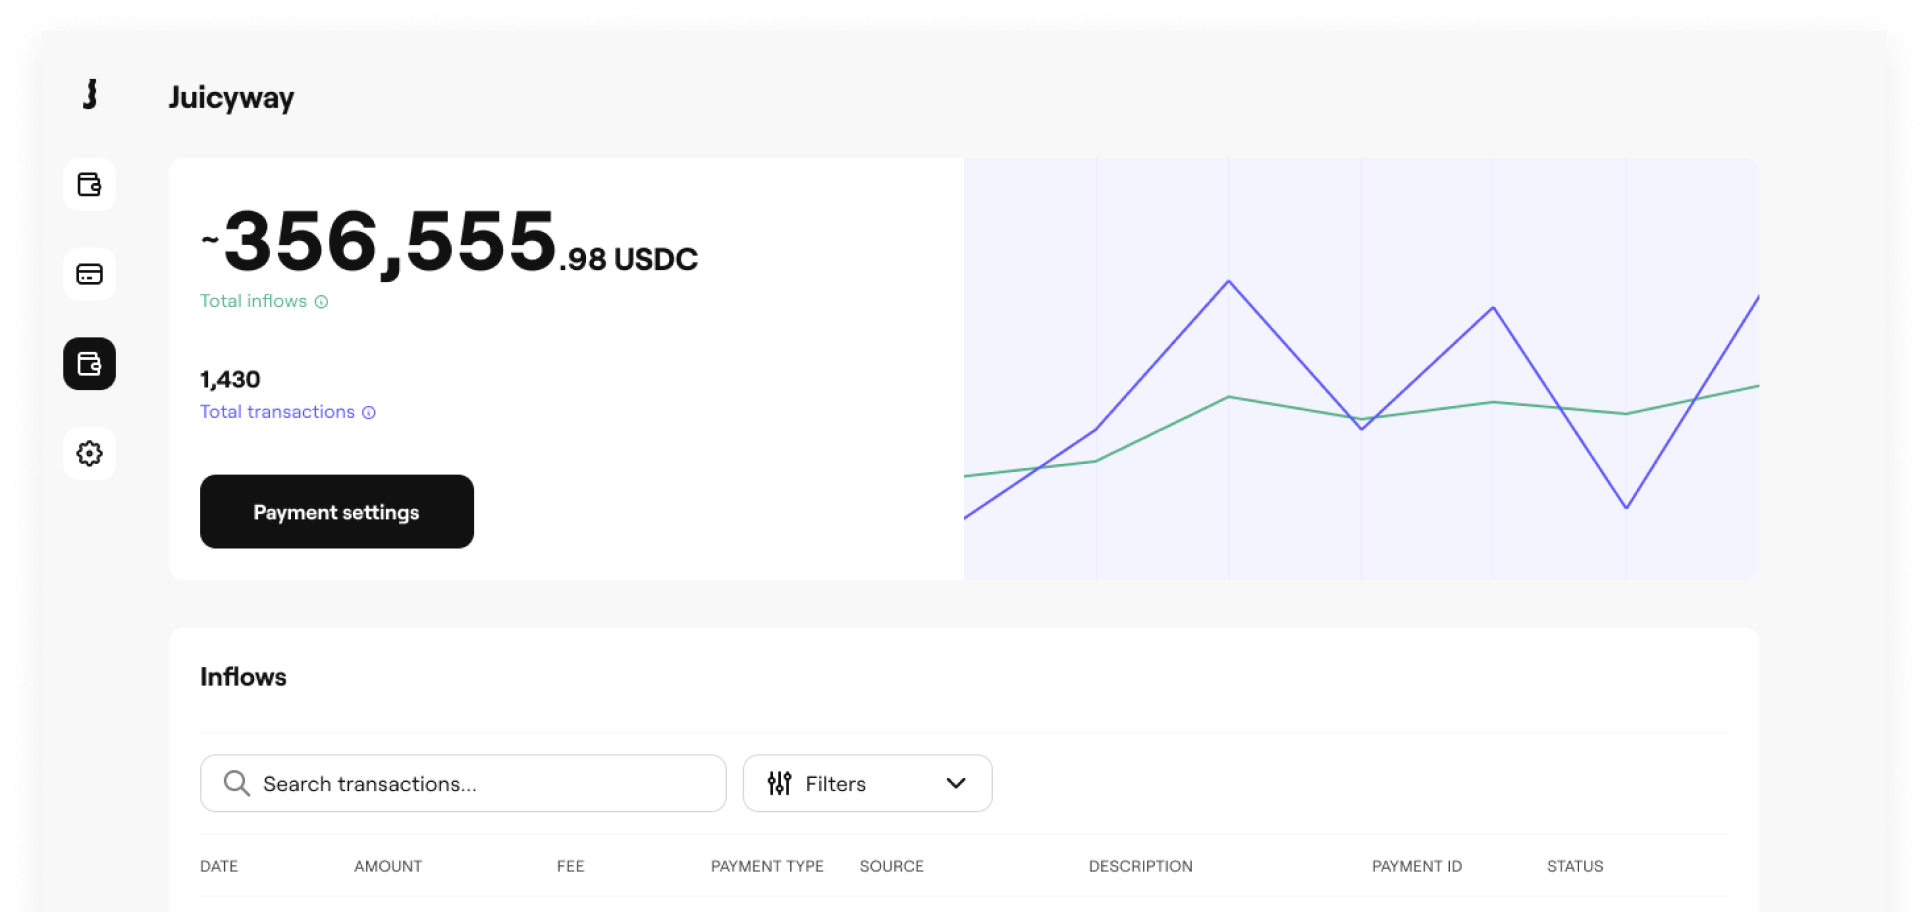 Juicyway
~356,555.98 USDC
Total inflows
1,430
Total transactions
Payment settings
Inflows
Search transactions...
Filters
DATE AMOUNT FEE PAYMENT TYPE SOURCE DESCRIPTION PAYMENT ID STATUS